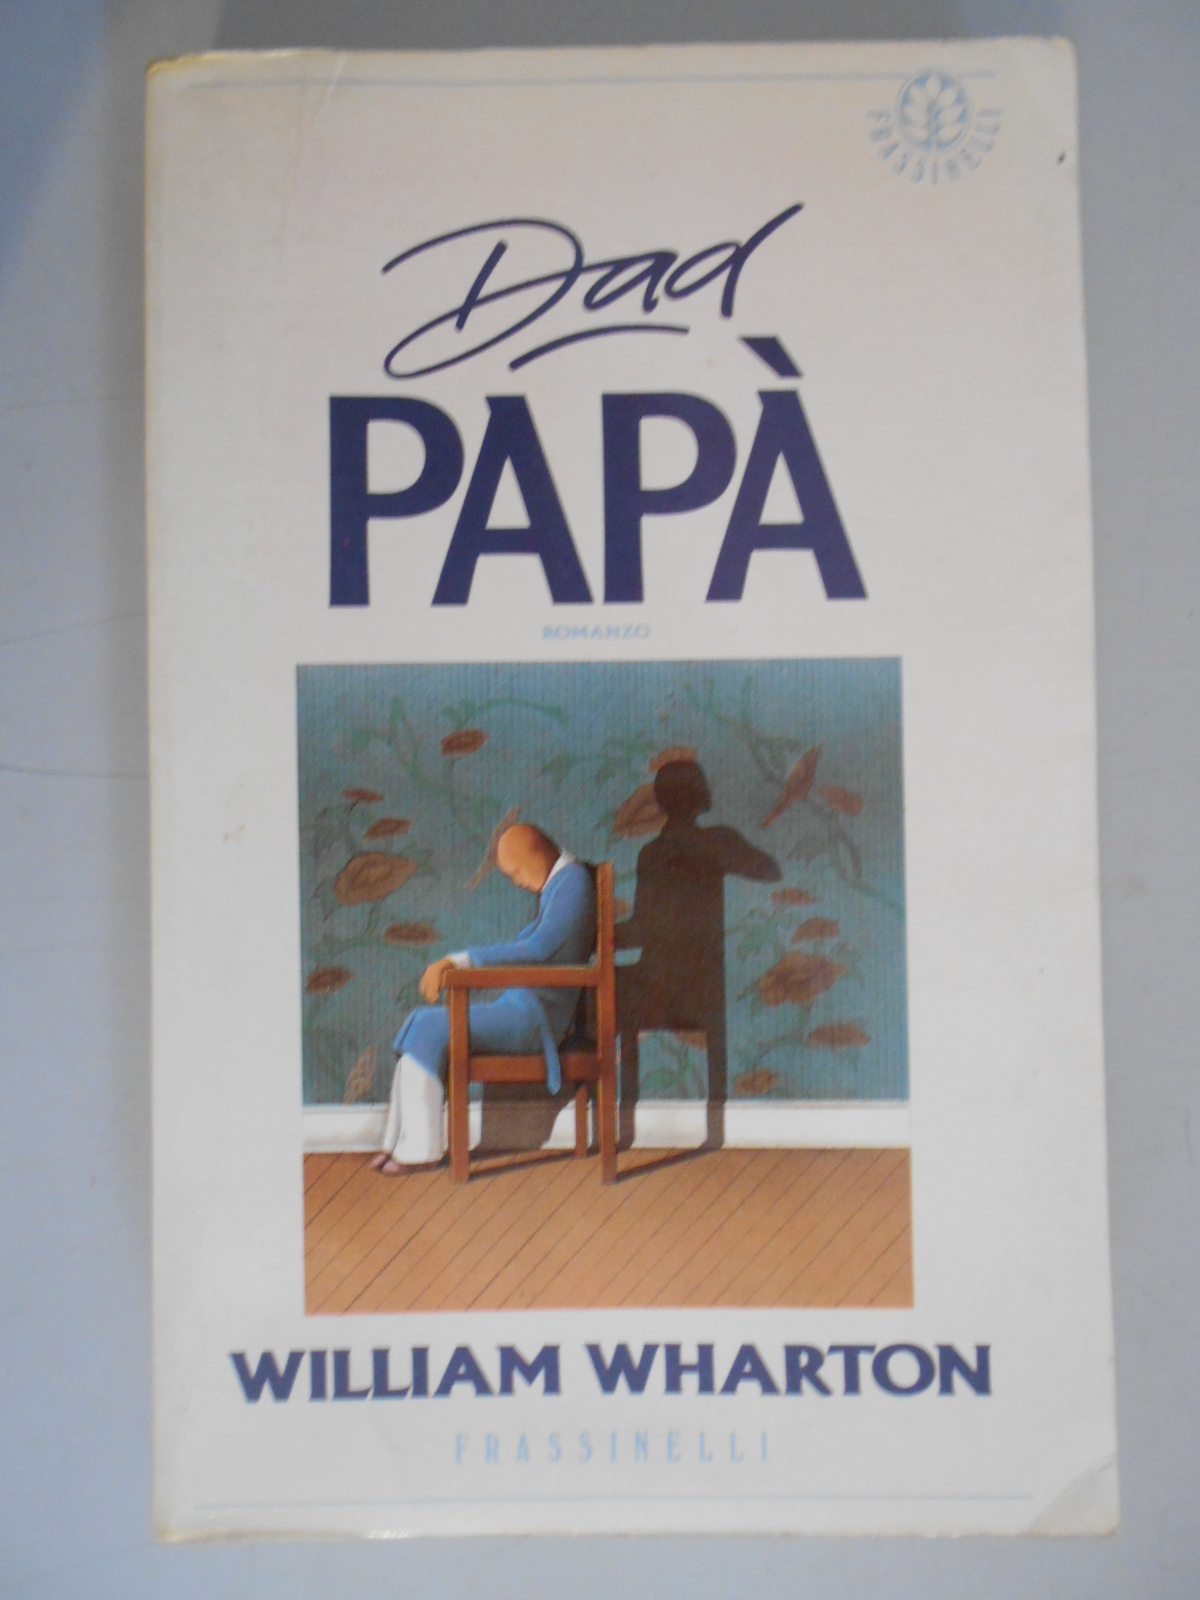 FRASSINELLI
Dad
PAPÀ
ROMANZO
WILLIAM WHARTON
FRASSINELLI